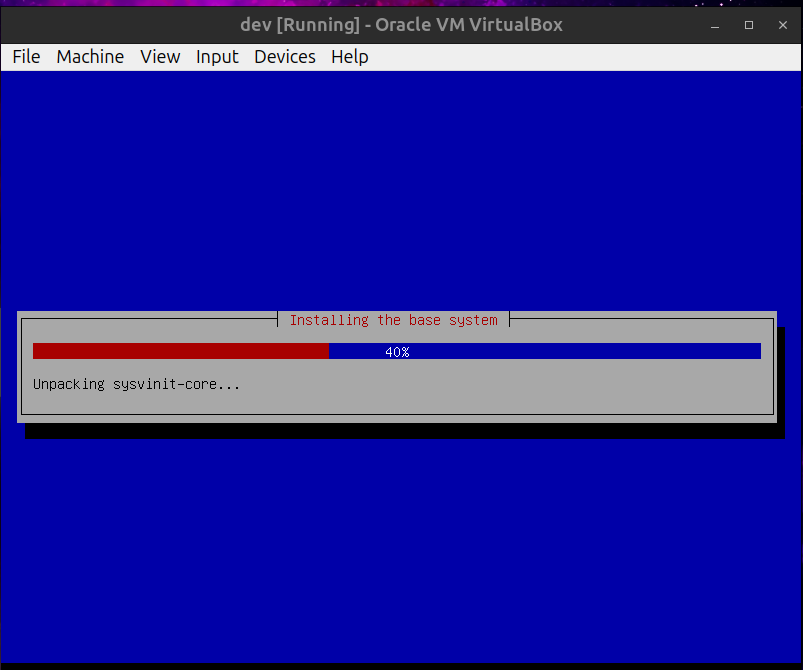 dev [Running] - Oracle VM VirtualBox
File Machine View Input Devices Help
Installing the base system
40%
Unpacking sysvinit-core...